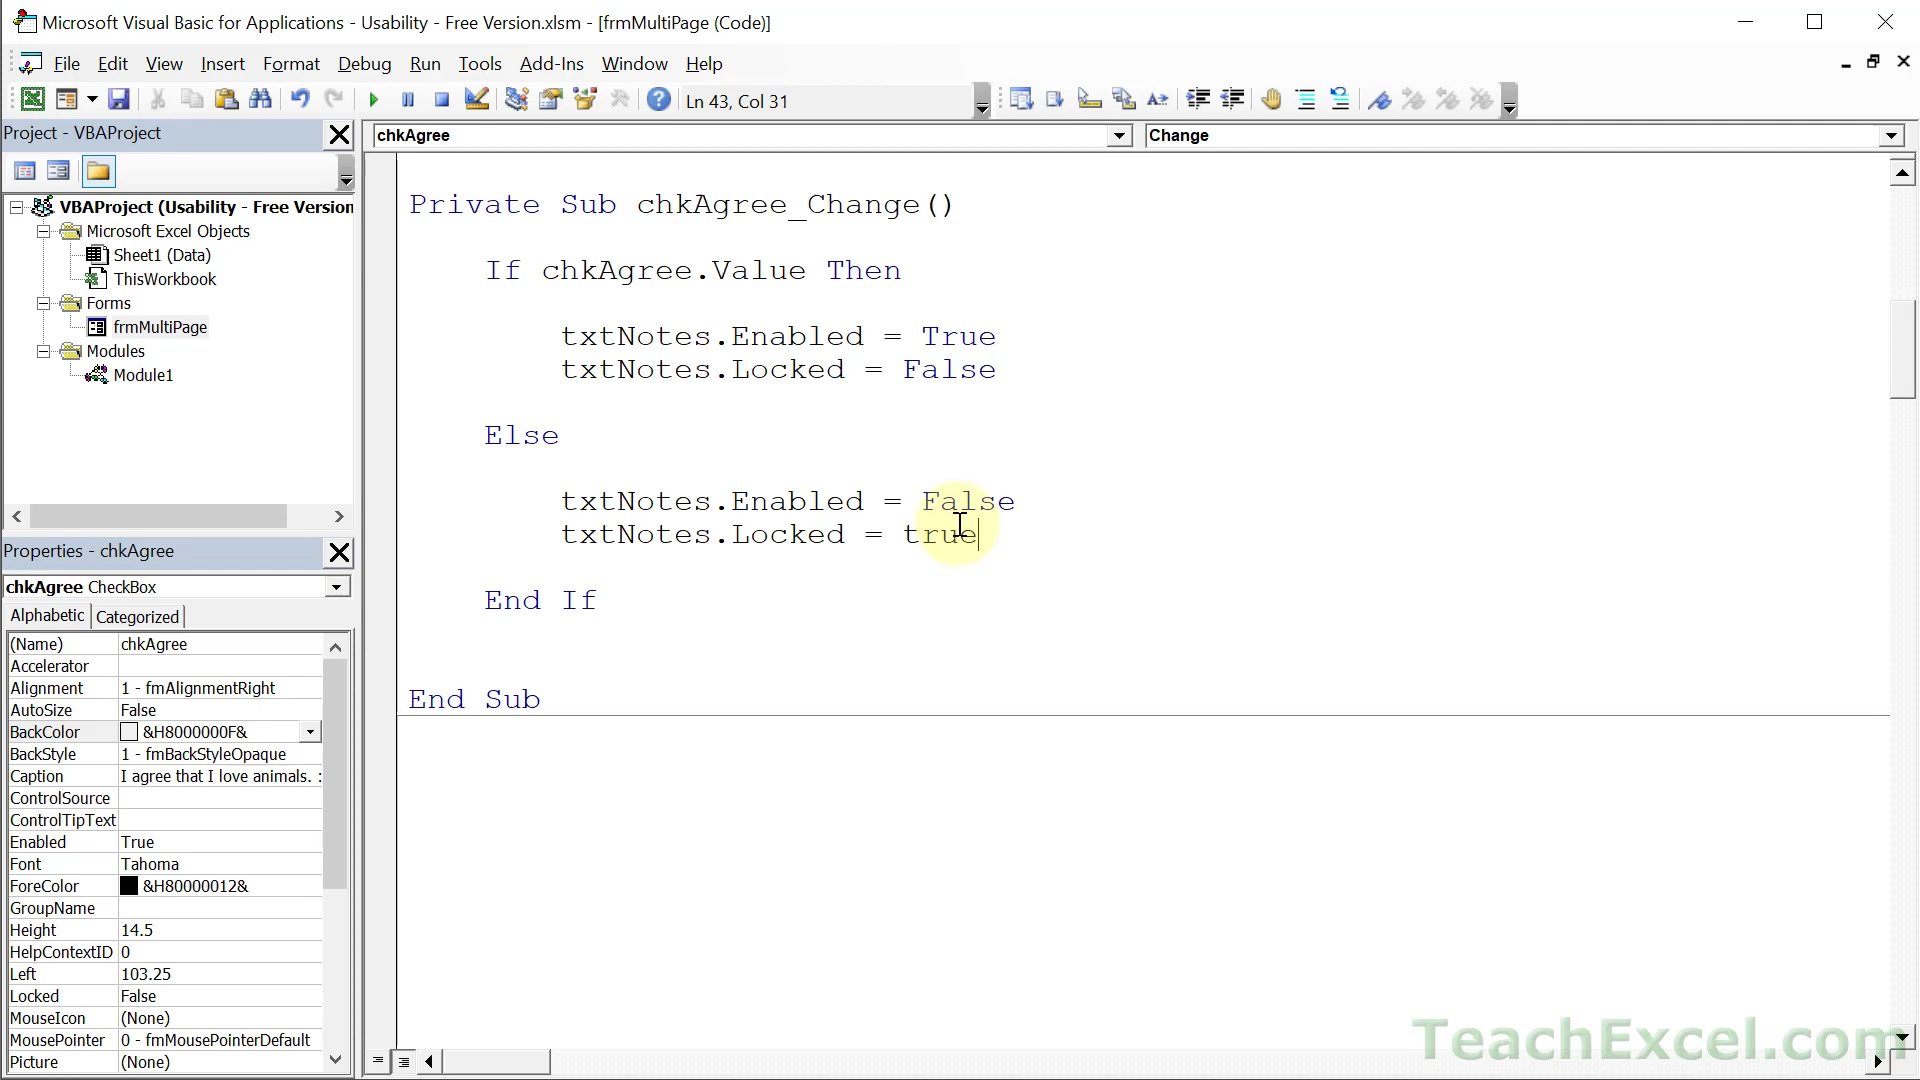 Microsoft Visual Basic for Applications - Usability - Free Version.xlsm - [frmMultiPage (Code)]
File Edit View Insert Format Debug Run Tools Add-Ins Window Help
Ln 43, Col 31
Project - VBAProject
chkAgree
Change
VBAProject (Usability - Free Version
Microsoft Excel Objects
Sheet1 (Data)
ThisWorkbook
Forms
frmMultiPage
Modules
Module1
Private Sub chkAgree_Change()
If chkAgree.Value Then
txtNotes.Enabled = True
txtNotes.Locked = False
Else
txtNotes.Enabled = False
txtNotes.Locked = true
End If
End Sub
Properties - chkAgree
chkAgree CheckBox
Alphabetic Categorized
(Name) chkAgree
Accelerator
Alignment 1 - fmAlignmentRight
AutoSize False
BackColor &H8000000F&
BackStyle 1 - fmBackStyleOpaque
Caption I agree that I love animals. :
ControlSource
ControlTipText
Enabled True
Font Tahoma
ForeColor &H80000012&
GroupName
Height 14.5
HelpContextID 0
Left 103.25
Locked False
MouseIcon (None)
MousePointer 0 - fmMousePointerDefault
Picture (None)
TeachExcel.com